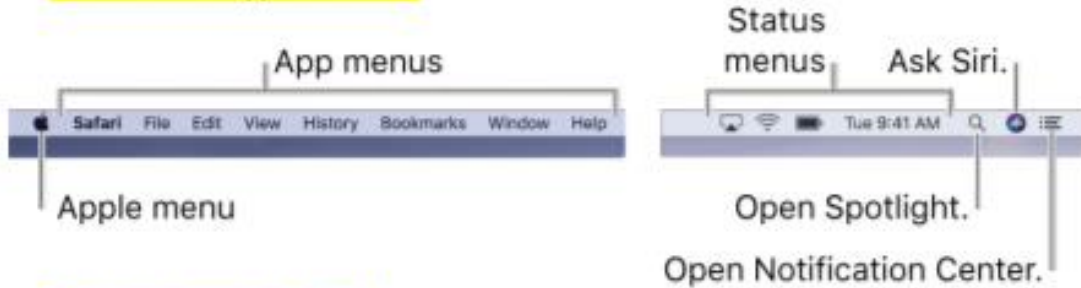 Status
App menus
menus
Ask Siri.
Safari File Edit View History Bookmarks Window Help
Tue 9:41 AM
Apple menu
Open Spotlight.
Open Notification Center.